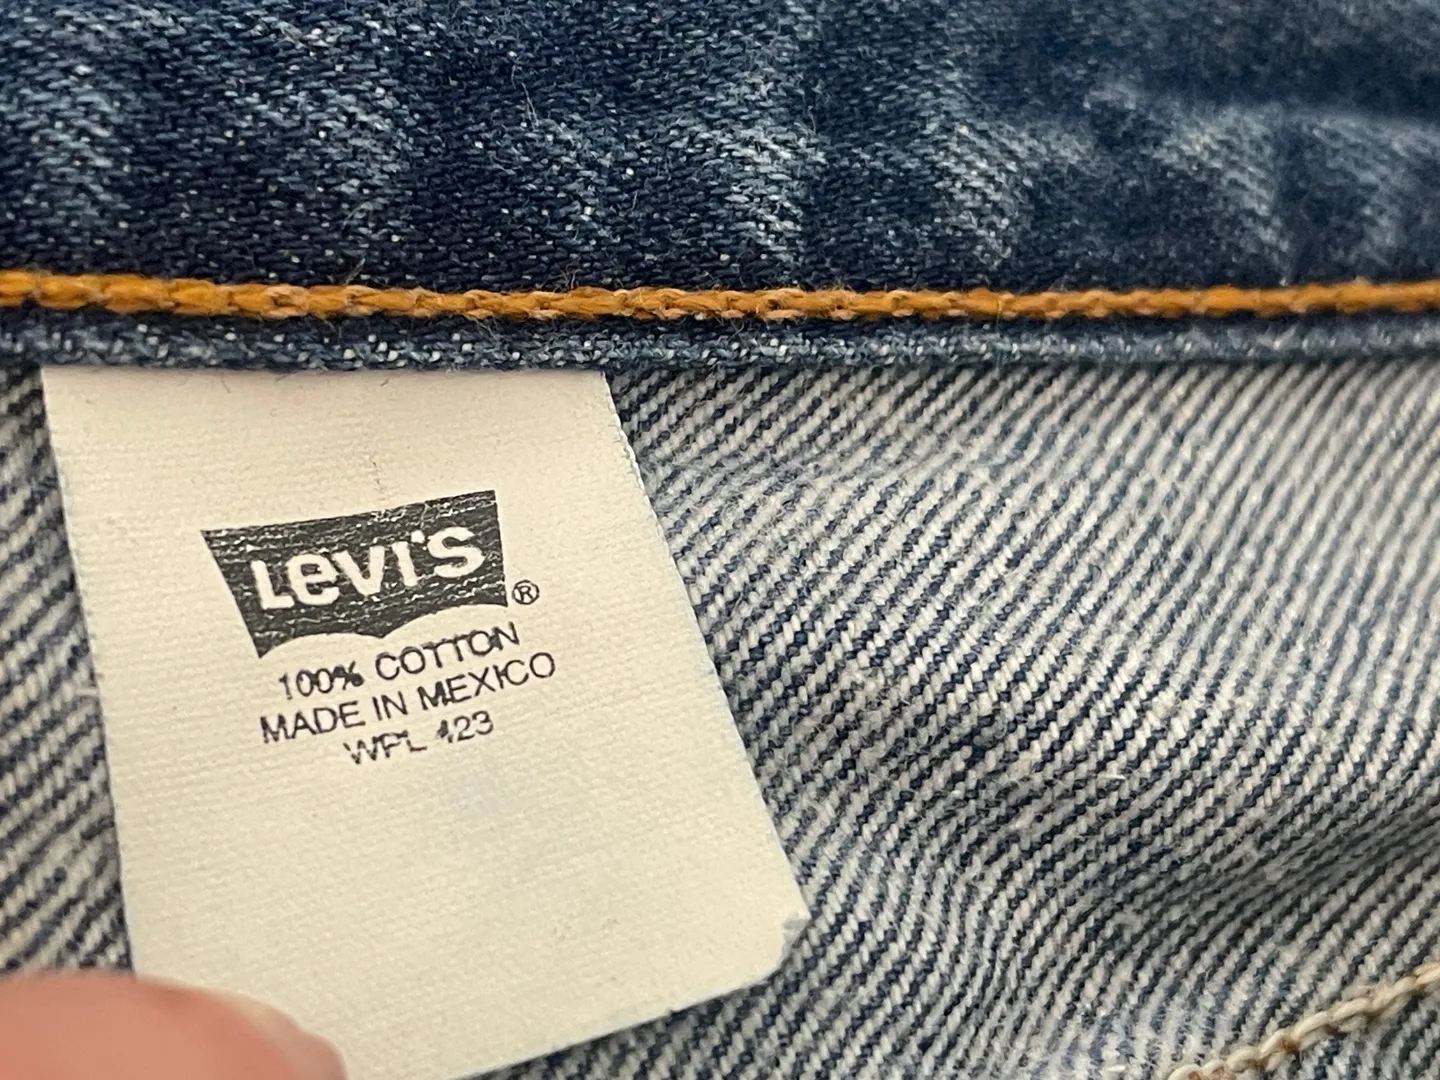 Levi's ®
100% COTTON
MADE IN MEXICO
WPL 423